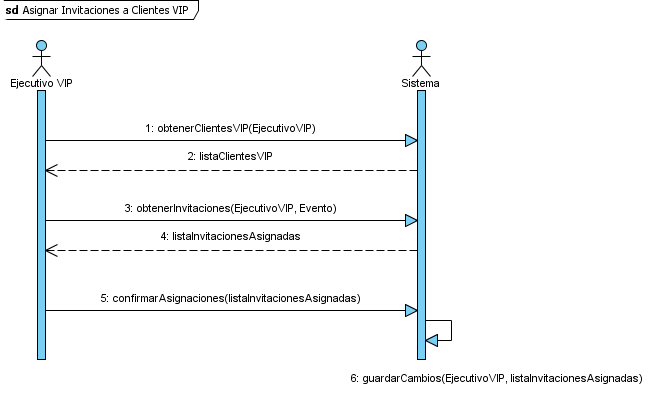 sd Asignar Invitaciones a Clientes VIP
Ejecutivo VIP
Sistema
1: obtenerClientesVIP(EjecutivoVIP)
2: listaClientesVIP
3: obtenerInvitaciones(EjecutivoVIP, Evento)
4: listaInvitacionesAsignadas
5: confirmarAsignaciones(listaInvitacionesAsignadas)
6: guardarCambios(EjecutivoVIP, listaInvitacionesAsignadas)